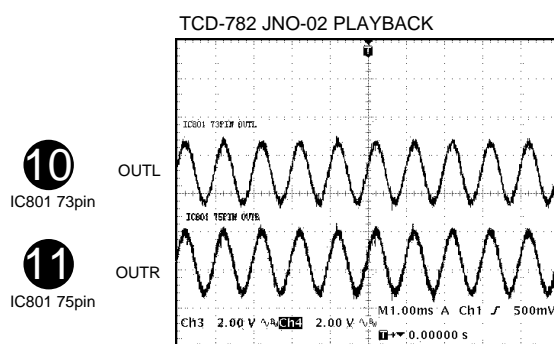 TCD-782 JNO-02 PLAYBACK
T
IC801 73PIN OUTL
10
OUTL
IC801 73pin
IC801 75PIN OUTR
11
OUTR
IC801 75pin
M1.00ms A Ch1 500mV
Ch3 2.00 V Ch4 2.00 V
T 0.00000 s